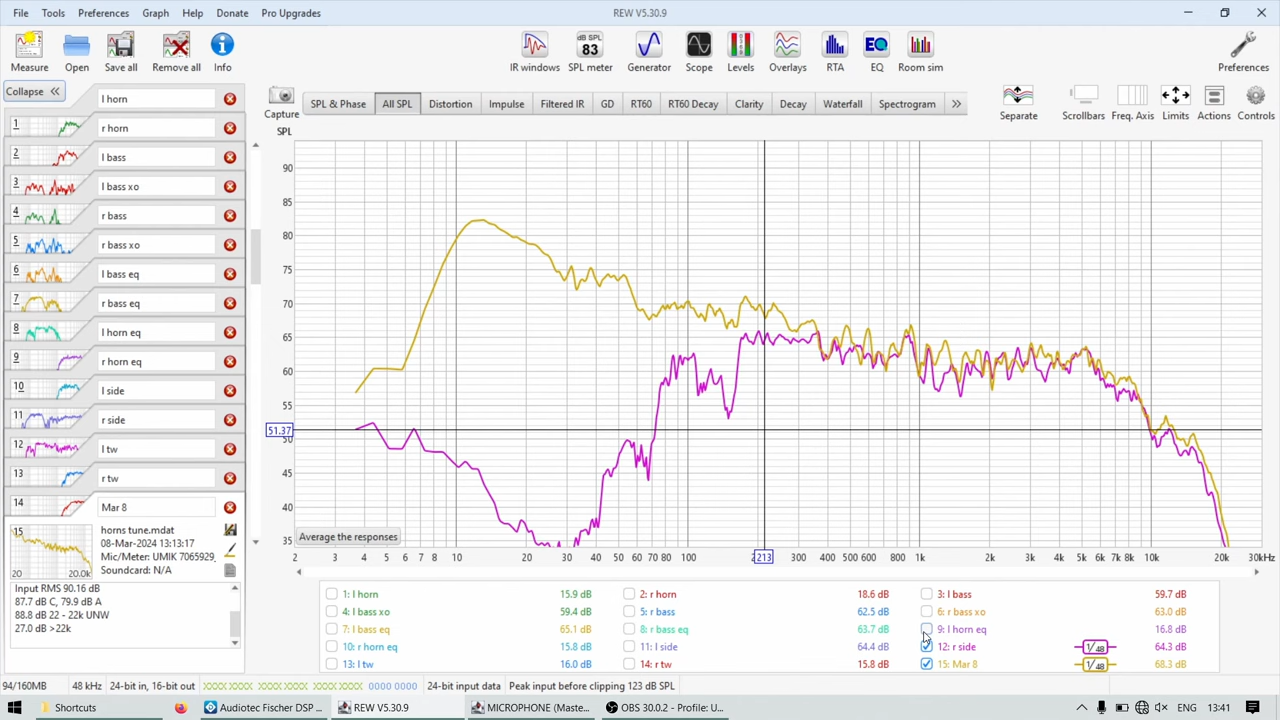 REW V5.30.9
File Tools Preferences Graph Help Donate Pro Upgrades
dB SPL
83
EQ
Measure Open Save all Remove all Info IR windows SPL meter Generator Scope Levels Overlays RTA EQ Room sim Preferences
Collapse
Capture
SPL & Phase All SPL Distortion Impulse Filtered IR GD RT60 RT60 Decay Clarity Decay Waterfall Spectrogram
Separate Scrollbars Freq. Axis Limits Actions Controls
l horn
1 r horn
2 l bass
3 l bass xo
4 r bass
5 r bass xo
6 l bass eq
7 r bass eq
8 l horn eq
9 r horn eq
10 l side
11 r side
12 l tw
13 r tw
14 Mar 8
15
20 20.0k
horns tune.mdat
08-Mar-2024 13:13:17
Mic/Meter: UMIK 7065929_
Soundcard: N/A
Input RMS 90.16 dB
87.7 dB C, 79.9 dB A
88.8 dB 22 - 22k UNW
27.0 dB >22k
SPL
90
85
80
75
70
65
60
55
51.37
50
45
40
35
Average the responses
2 3 4 5 6 7 8 10 20 30 40 50 60 70 80 100 213 300 400 500 600 800 1k 2k 3k 4k 5k 6k 7k 8k 10k 20k 30kHz
1: l horn 15.9 dB 2: r horn 18.6 dB 3: l bass 59.7 dB
4: l bass xo 59.4 dB 5: r bass 62.5 dB 6: r bass xo 63.0 dB
7: l bass eq 65.1 dB 8: r bass eq 63.7 dB 9: l horn eq 16.8 dB
10: r horn eq 15.8 dB 11: l side 64.4 dB 12: r side 1/48 64.3 dB
13: l tw 16.0 dB 14: r tw 15.8 dB 15: Mar 8 1/48 68.3 dB
94/160MB 48 kHz 24-bit in, 16-bit out XXXX XXXX XXXX XXXX XXXX XXXX 0000 0000 24-bit input data Peak input before clipping 123 dB SPL
Shortcuts Audiotec Fischer DSP ... REW V5.30.9 MICROPHONE (Maste... OBS 30.0.2 - Profile: U... 13:41